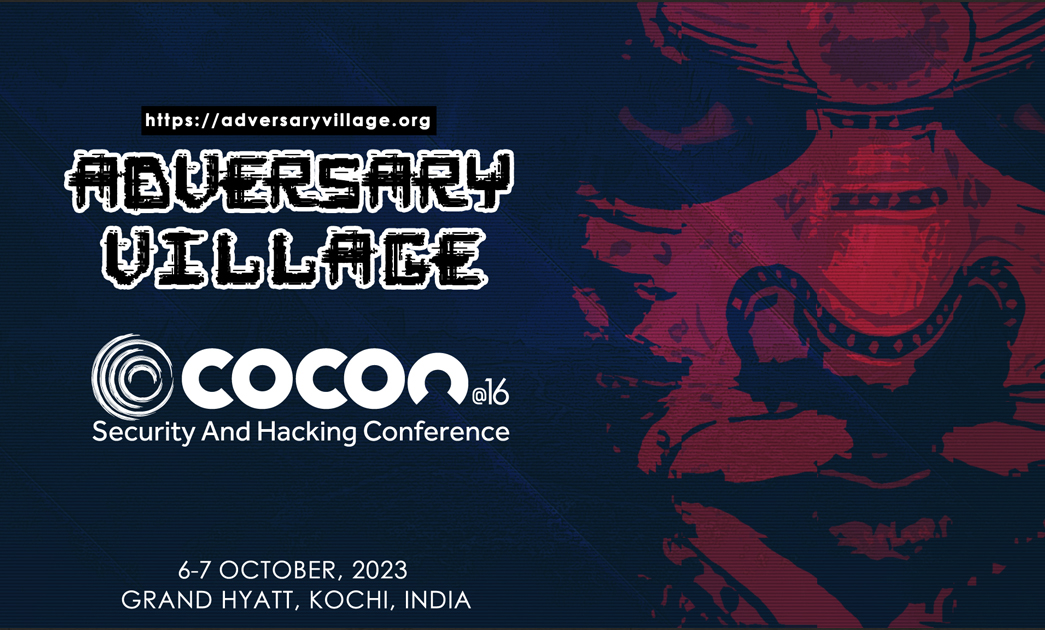 https://adversaryvillage.org
ADVERSARY
VILLAGE
COCON @16
Security And Hacking Conference
6-7 OCTOBER, 2023
GRAND HYATT, KOCHI, INDIA